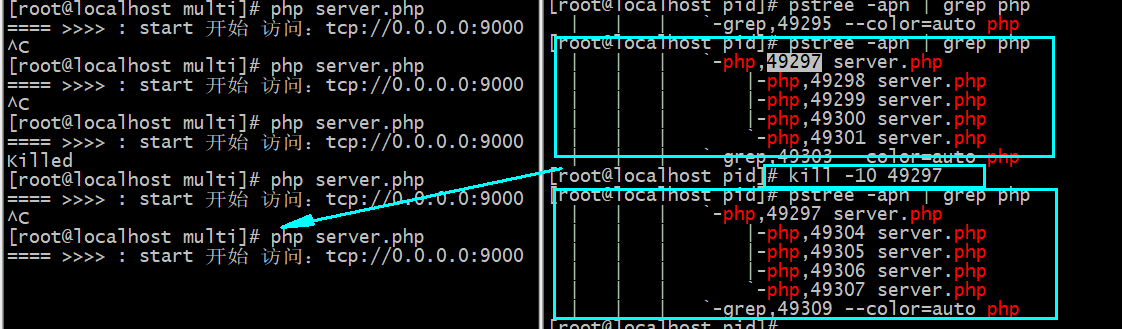 [root@localhost multi]# php server.php
==== >>>> : start 开始 访问：tcp://0.0.0.0:9000
^C
[root@localhost multi]# php server.php
==== >>>> : start 开始 访问：tcp://0.0.0.0:9000
^C
[root@localhost multi]# php server.php
==== >>>> : start 开始 访问：tcp://0.0.0.0:9000
Killed
[root@localhost multi]# php server.php
==== >>>> : start 开始 访问：tcp://0.0.0.0:9000
^C
[root@localhost multi]# php server.php
==== >>>> : start 开始 访问：tcp://0.0.0.0:9000
[root@localhost pid]# pstree -apn | grep php
| | | `-grep,49295 --color=auto php
[root@localhost pid]# pstree -apn | grep php
| | | `-php,49297 server.php
| | | |-php,49298 server.php
| | | |-php,49299 server.php
| | | |-php,49300 server.php
| | | `-php,49301 server.php
| | | `-grep,49303 --color=auto php
[root@localhost pid]# kill -10 49297
[root@localhost pid]# pstree -apn | grep php
| | | `-php,49297 server.php
| | | |-php,49304 server.php
| | | |-php,49305 server.php
| | | |-php,49306 server.php
| | | `-php,49307 server.php
| | | `-grep,49309 --color=auto php
[root@localhost pid]#